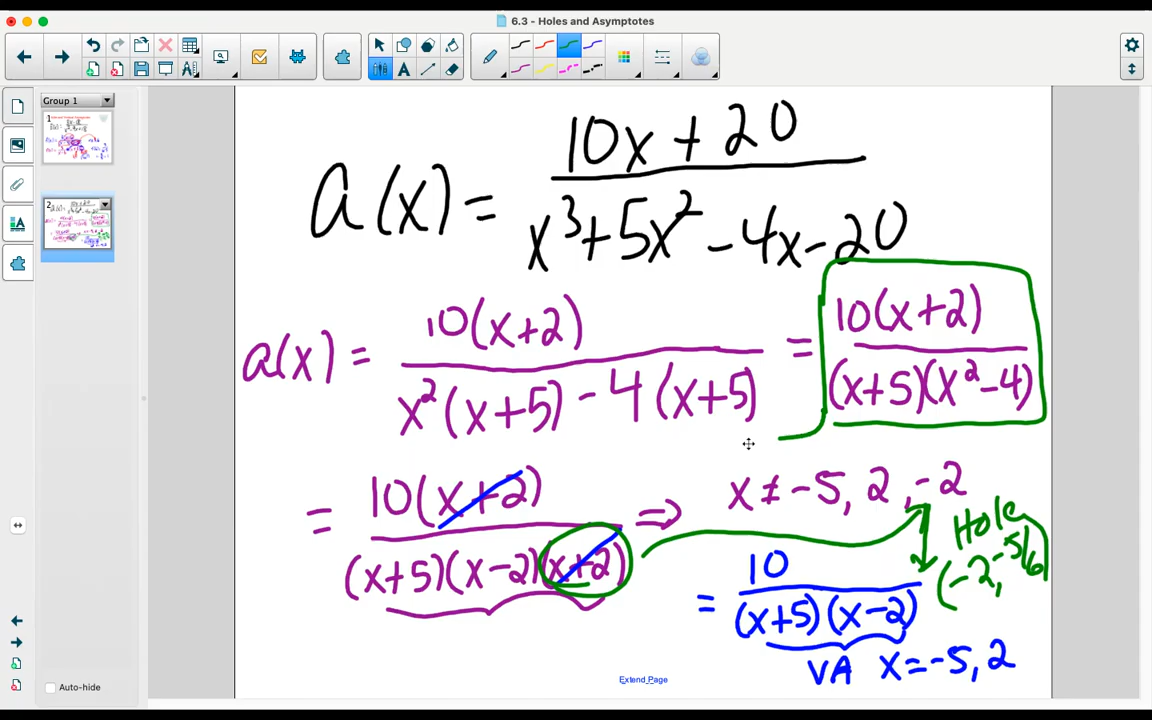 6.3 - Holes and Asymptotes
Group 1
1
2
a(x) = (10x + 20) / (x³ + 5x² - 4x - 20)
a(x) = 10(x+2) / (x²(x+5) - 4(x+5)) = 10(x+2) / ((x+5)(x²-4))
= 10(x+2) / ((x+5)(x-2)(x+2)) ⇒ x ≠ -5, 2, -2
Hole
(-2, -5/6)
= 10 / ((x+5)(x-2))
VA x = -5, 2
Extend Page
Auto-hide